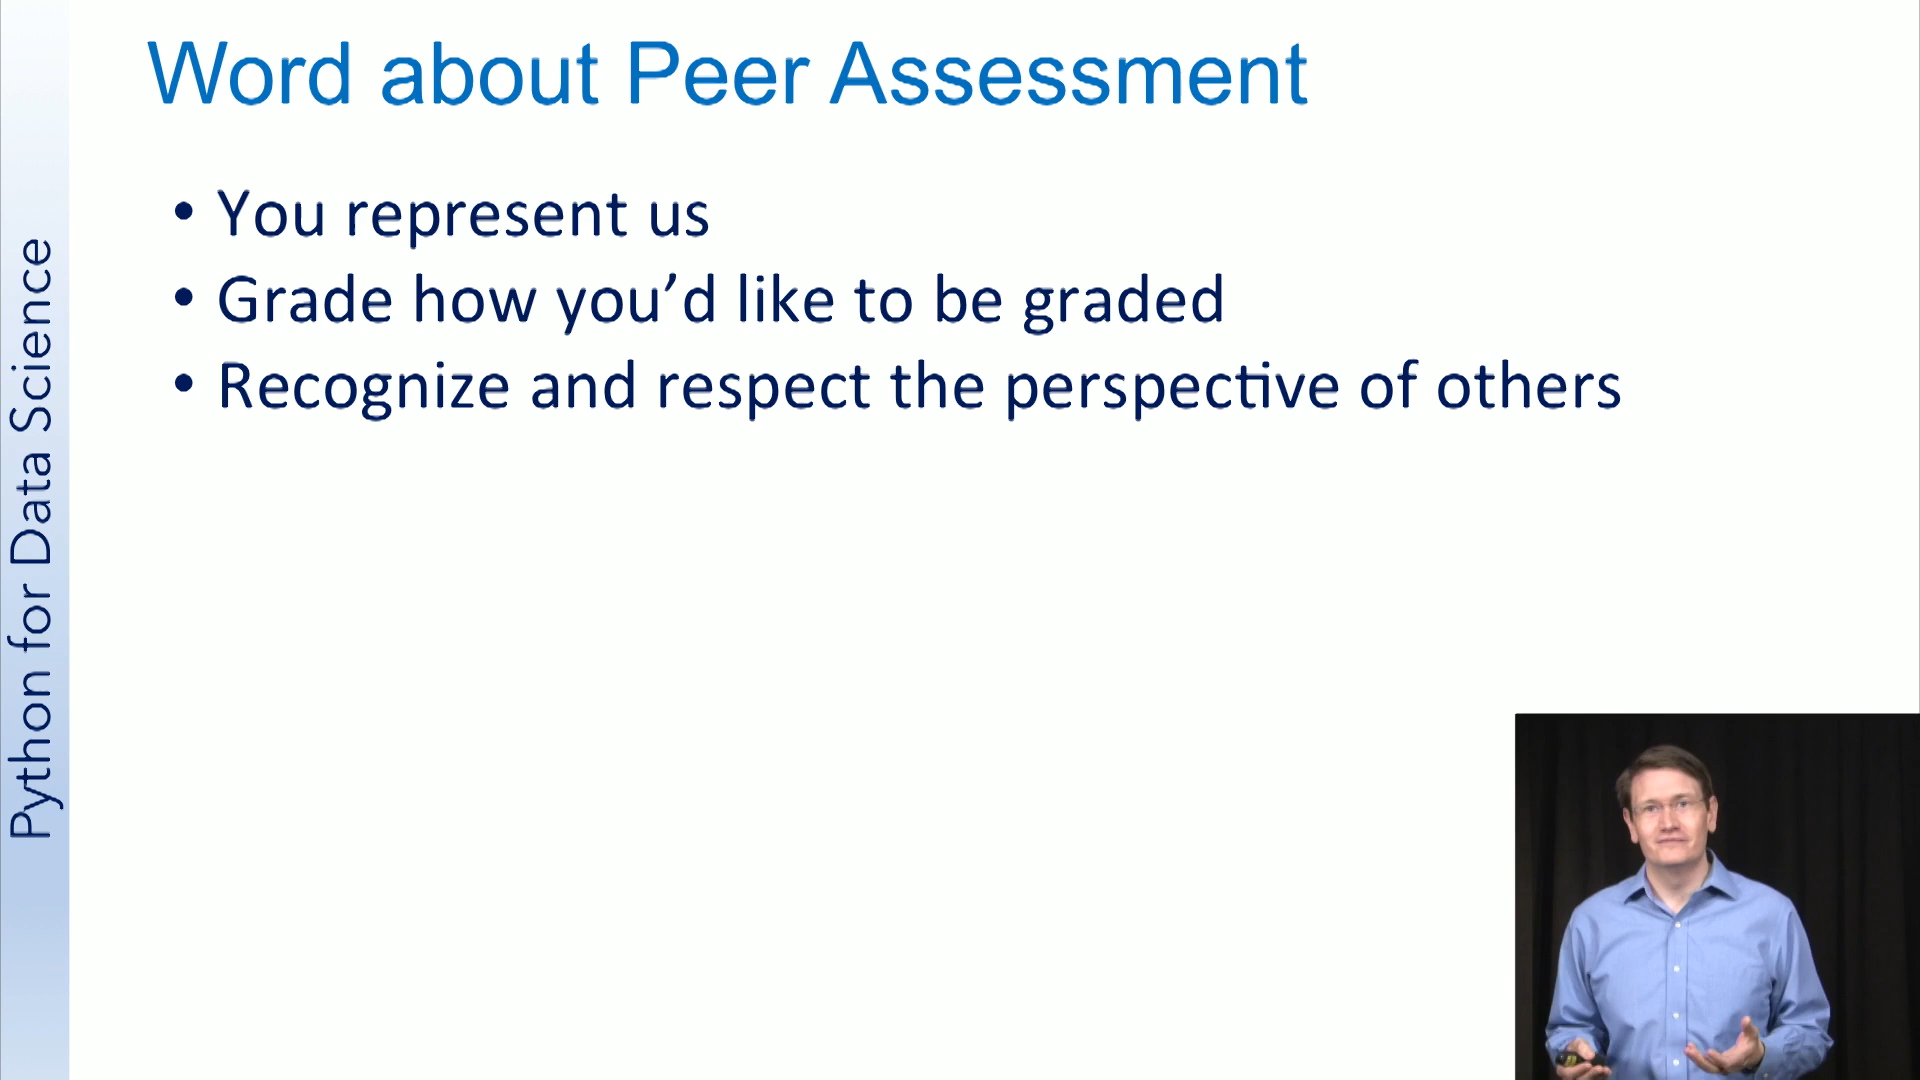 Word about Peer Assessment
• You represent us
• Grade how you’d like to be graded
• Recognize and respect the perspective of others
Python for Data Science